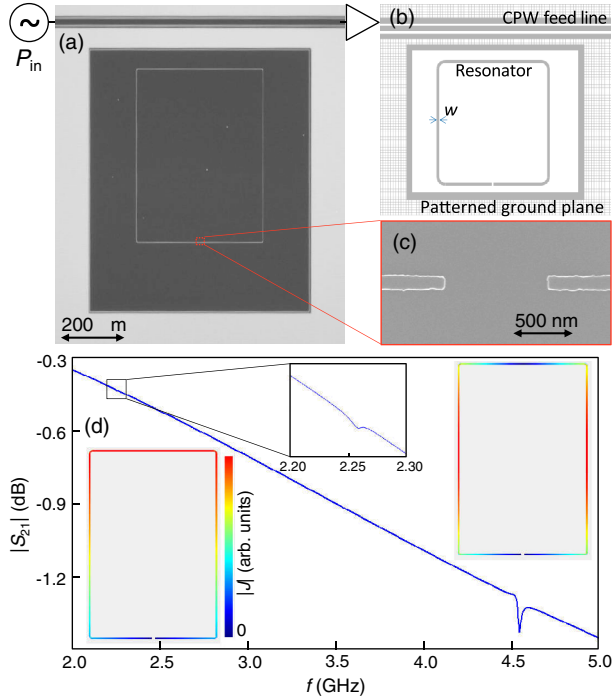 ~
P_in
(a)
200 m
(b)
CPW feed line
Resonator
w
Patterned ground plane
(c)
500 nm
-0.3
-0.6
-0.9
-1.2
|S_21| (dB)
(d)
2.20 2.25 2.30
|J| (arb. units)
0
2.0 2.5 3.0 3.5 4.0 4.5 5.0
f (GHz)